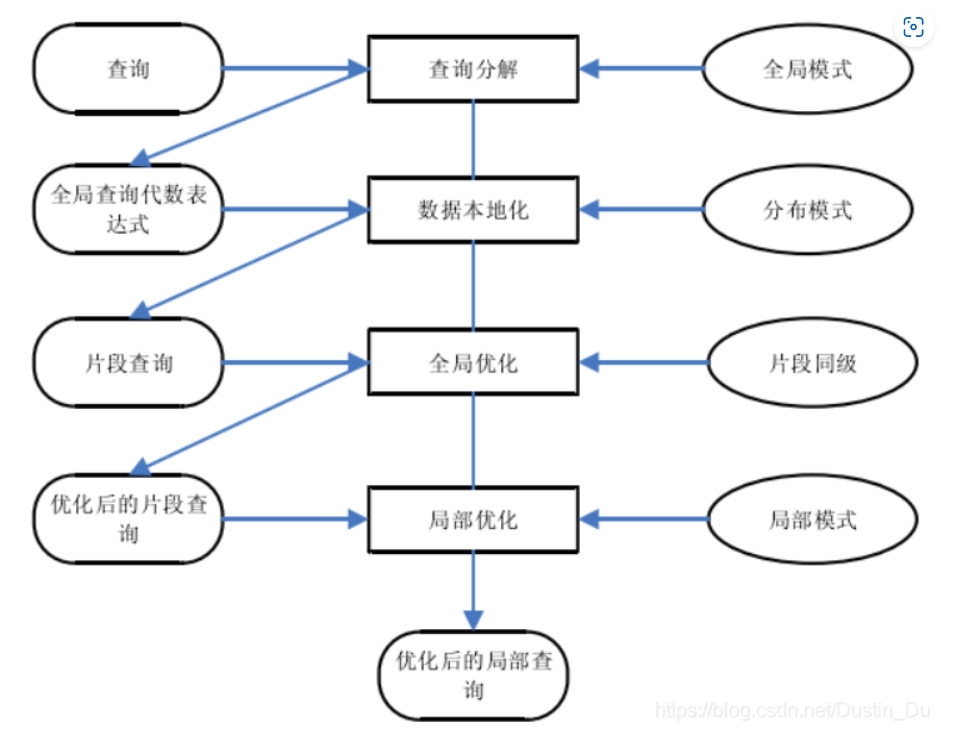 查询
查询分解
全局模式
全局查询代数表
达式
数据本地化
分布模式
片段查询
全局优化
片段同级
优化后的片段查
询
局部优化
局部模式
优化后的局部查
询
https://blog.csdn.net/Dustin_Du